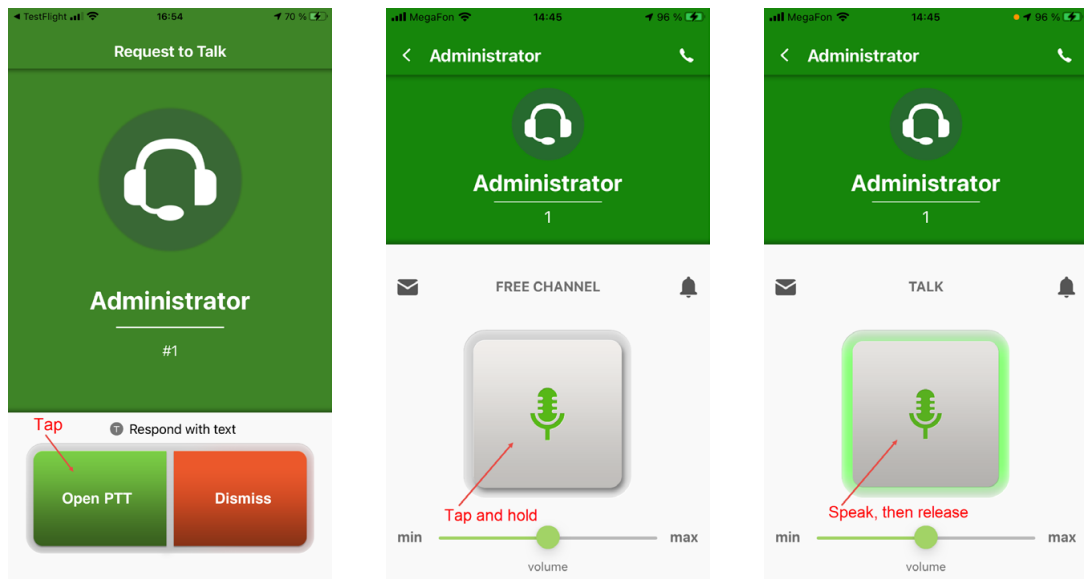 TestFlight 16:54 70 %
Request to Talk
Administrator
#1
Tap
T Respond with text
Open PTT Dismiss
MegaFon 14:45 96 %
Administrator
Administrator
1
FREE CHANNEL
Tap and hold
min max
volume
MegaFon 14:45 96 %
Administrator
Administrator
1
TALK
Speak, then release
min max
volume